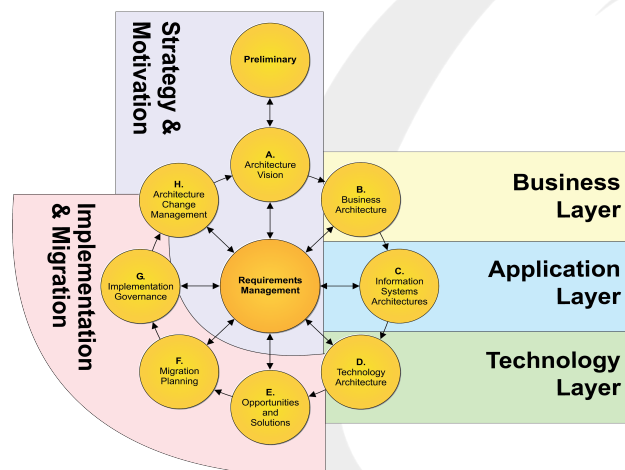 Strategy &
Motivation
Preliminary
A.
Architecture
Vision
H.
Architecture
Change
Management
B.
Business
Architecture
Business
Layer
Implementation
& Migration
G.
Implementation
Governance
Requirements
Management
C.
Information
Systems
Architectures
Application
Layer
F.
Migration
Planning
D.
Technology
Architecture
Technology
Layer
E.
Opportunities
and
Solutions